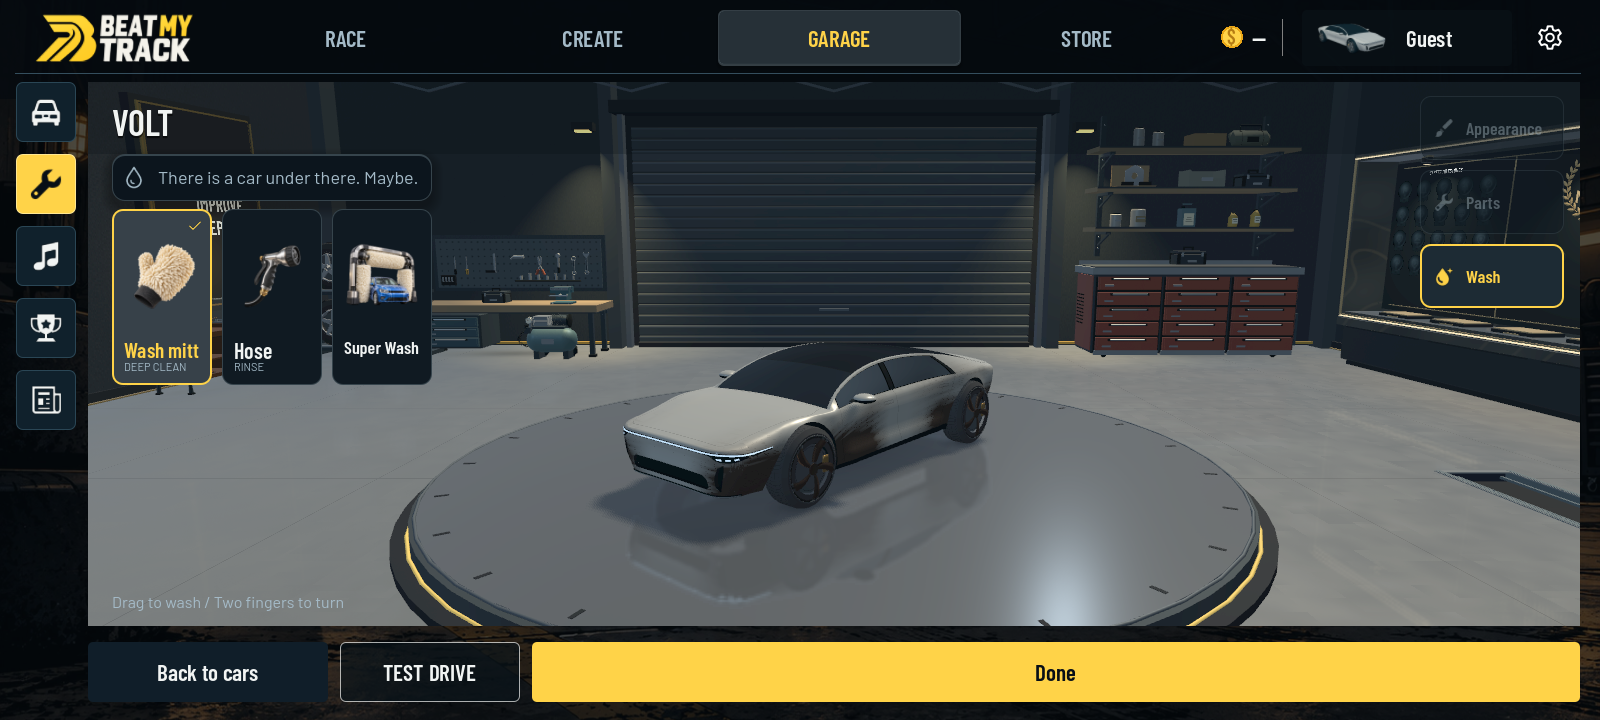 BEAT MY
TRACK
RACE
CREATE
GARAGE
STORE
$ –
Guest
VOLT
There is a car under there. Maybe.
IMPROVE
Wash mitt
DEEP CLEAN
Hose
RINSE
Super Wash
Appearance
Parts
Wash
Drag to wash / Two fingers to turn
Back to cars
TEST DRIVE
Done